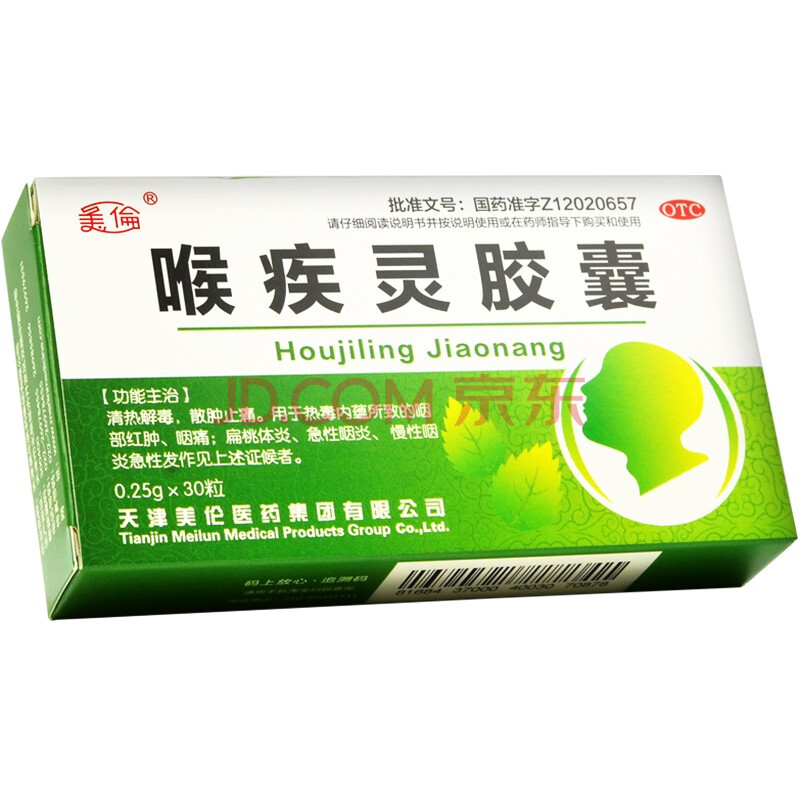 美倫®
批准文号：国药准字Z12020657
请仔细阅读说明书并按说明使用或在药师指导下购买和使用
OTC
喉疾灵胶囊
Houjiling Jiaonang
JD.COM 京东
【功能主治】
清热解毒，散肿止痛。用于热毒内蕴所致的咽
部红肿、咽痛；扁桃体炎、急性咽炎、慢性咽
炎急性发作见上述证候者。
0.25g×30粒
天津美伦医药集团有限公司
Tianjin Meilun Medical Products Group Co.,Ltd.
码上放心·追溯码
81684 37000 40030 70878